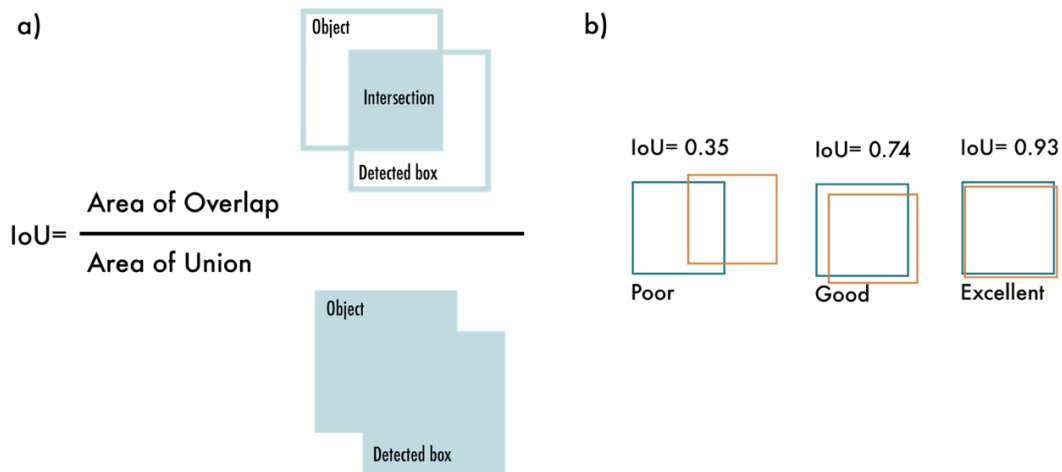 a)
Object
Intersection
Detected box
IoU=
Area of Overlap
Area of Union
Object
Detected box
b)
IoU= 0.35
IoU= 0.74
IoU= 0.93
Poor
Good
Excellent